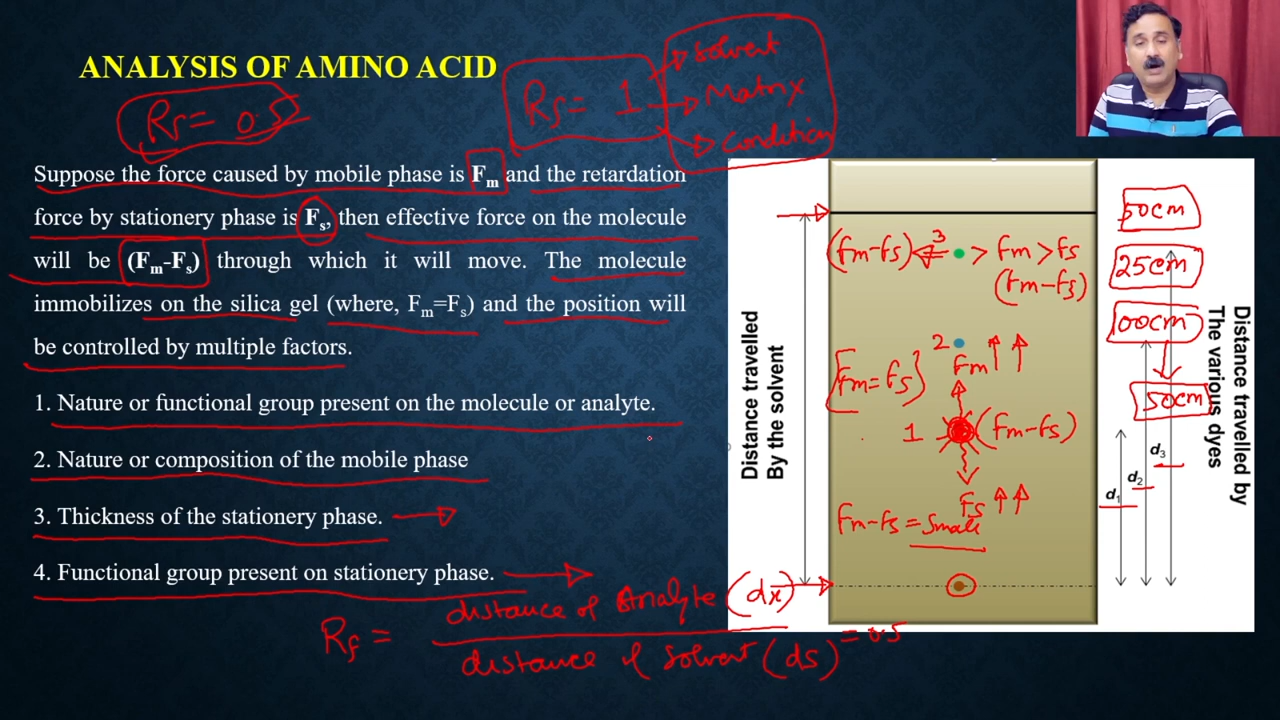 ANALYSIS OF AMINO ACID
Rf = 0.5
Rf = 1
Solvent
Matrix
Condition
Suppose the force caused by mobile phase is Fm and the retardation
force by stationery phase is Fs, then effective force on the molecule
will be (Fm-Fs) through which it will move. The molecule
immobilizes on the silica gel (where, Fm=Fs) and the position will
be controlled by multiple factors.
1. Nature or functional group present on the molecule or analyte.
2. Nature or composition of the mobile phase
3. Thickness of the stationery phase.
4. Functional group present on stationery phase.
Rf = distance of Analyte (dx)
distance of solvent (ds) = 0.5
Distance travelled
By the solvent
(fm-fs) 3 > fm > fs
(fm-fs)
2
[fm = fs] Fm
1 (fm-fs)
Fs
fm-fs = small
d1
d2
d3
50cm
25cm
100cm
50cm
Distance travelled by
The various dyes